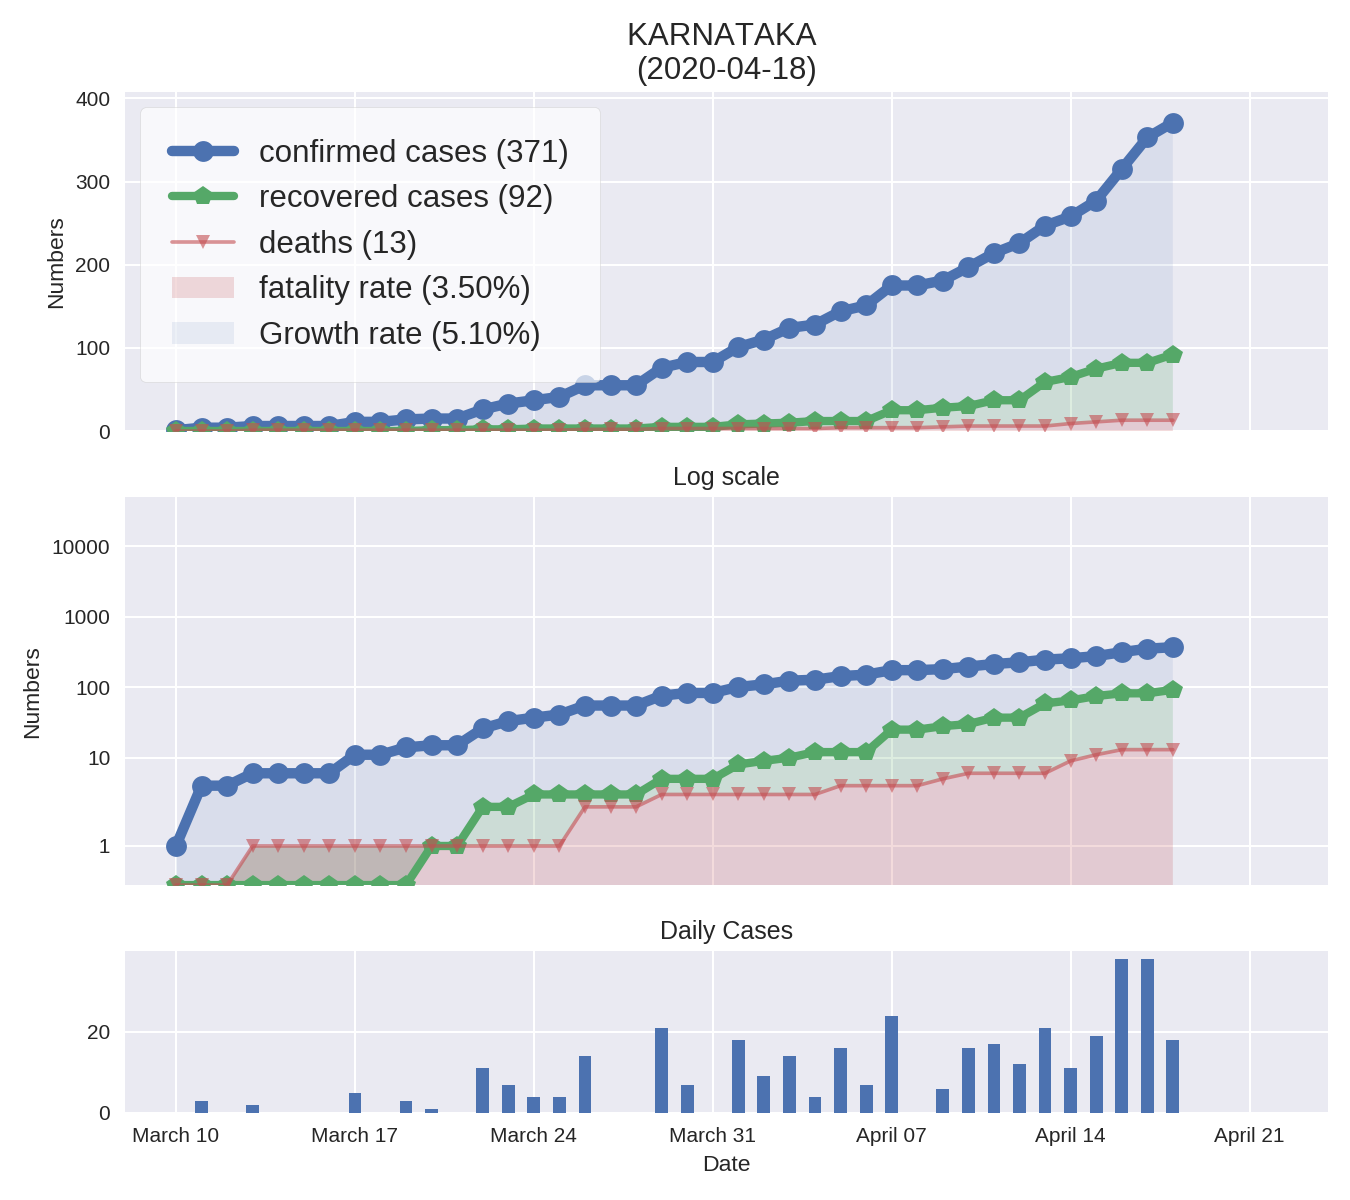 KARNATAKA
(2020-04-18)
400
300
200
100
0
Numbers
confirmed cases (371)
recovered cases (92)
deaths (13)
fatality rate (3.50%)
Growth rate (5.10%)
Log scale
10000
1000
100
10
1
Numbers
Daily Cases
20
0
March 10 March 17 March 24 March 31 April 07 April 14 April 21
Date